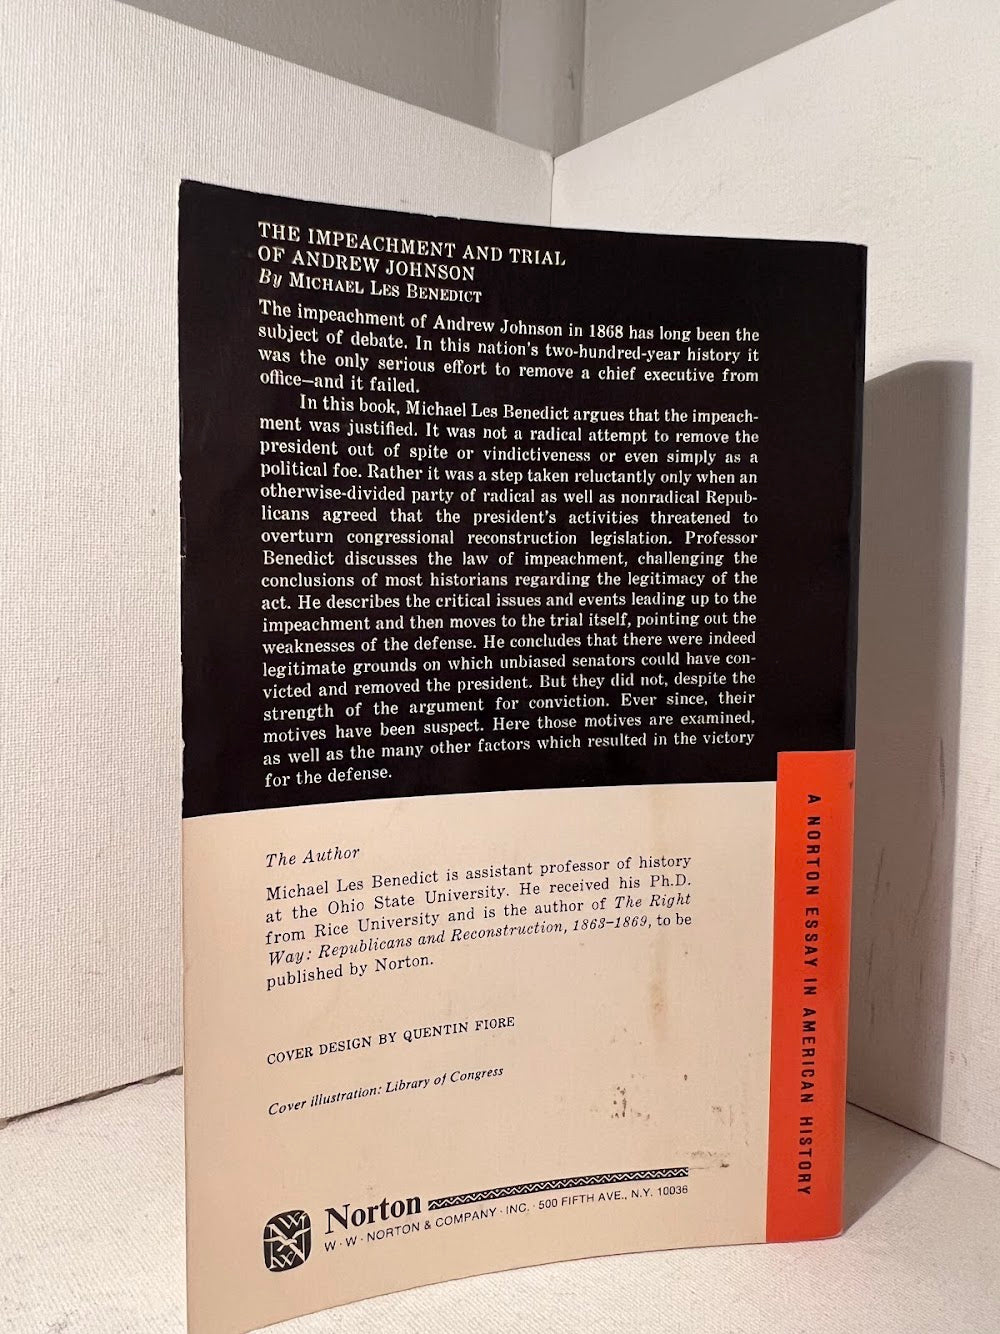 THE IMPEACHMENT AND TRIAL
OF ANDREW JOHNSON
By MICHAEL LES BENEDICT
The impeachment of Andrew Johnson in 1868 has long been the
subject of debate. In this nation's two-hundred-year history it
was the only serious effort to remove a chief executive from
office—and it failed.
In this book, Michael Les Benedict argues that the impeach-
ment was justified. It was not a radical attempt to remove the
president out of spite or vindictiveness or even simply as a
political foe. Rather it was a step taken reluctantly only when an
otherwise-divided party of radical as well as nonradical Repub-
licans agreed that the president's activities threatened to
overturn congressional reconstruction legislation. Professor
Benedict discusses the law of impeachment, challenging the
conclusions of most historians regarding the legitimacy of the
act. He describes the critical issues and events leading up to the
impeachment and then moves to the trial itself, pointing out the
weaknesses of the defense. He concludes that there were indeed
legitimate grounds on which unbiased senators could have con-
victed and removed the president. But they did not, despite the
strength of the argument for conviction. Ever since, their
motives have been suspect. Here those motives are examined,
as well as the many other factors which resulted in the victory
for the defense.
The Author
Michael Les Benedict is assistant professor of history
at the Ohio State University. He received his Ph.D.
from Rice University and is the author of The Right
Way: Republicans and Reconstruction, 1863–1869, to be
published by Norton.
COVER DESIGN BY QUENTIN FIORE
Cover illustration: Library of Congress
Norton
W · W · NORTON & COMPANY · INC. · 500 FIFTH AVE., N.Y. 10036
A NORTON ESSAY IN AMERICAN HISTORY